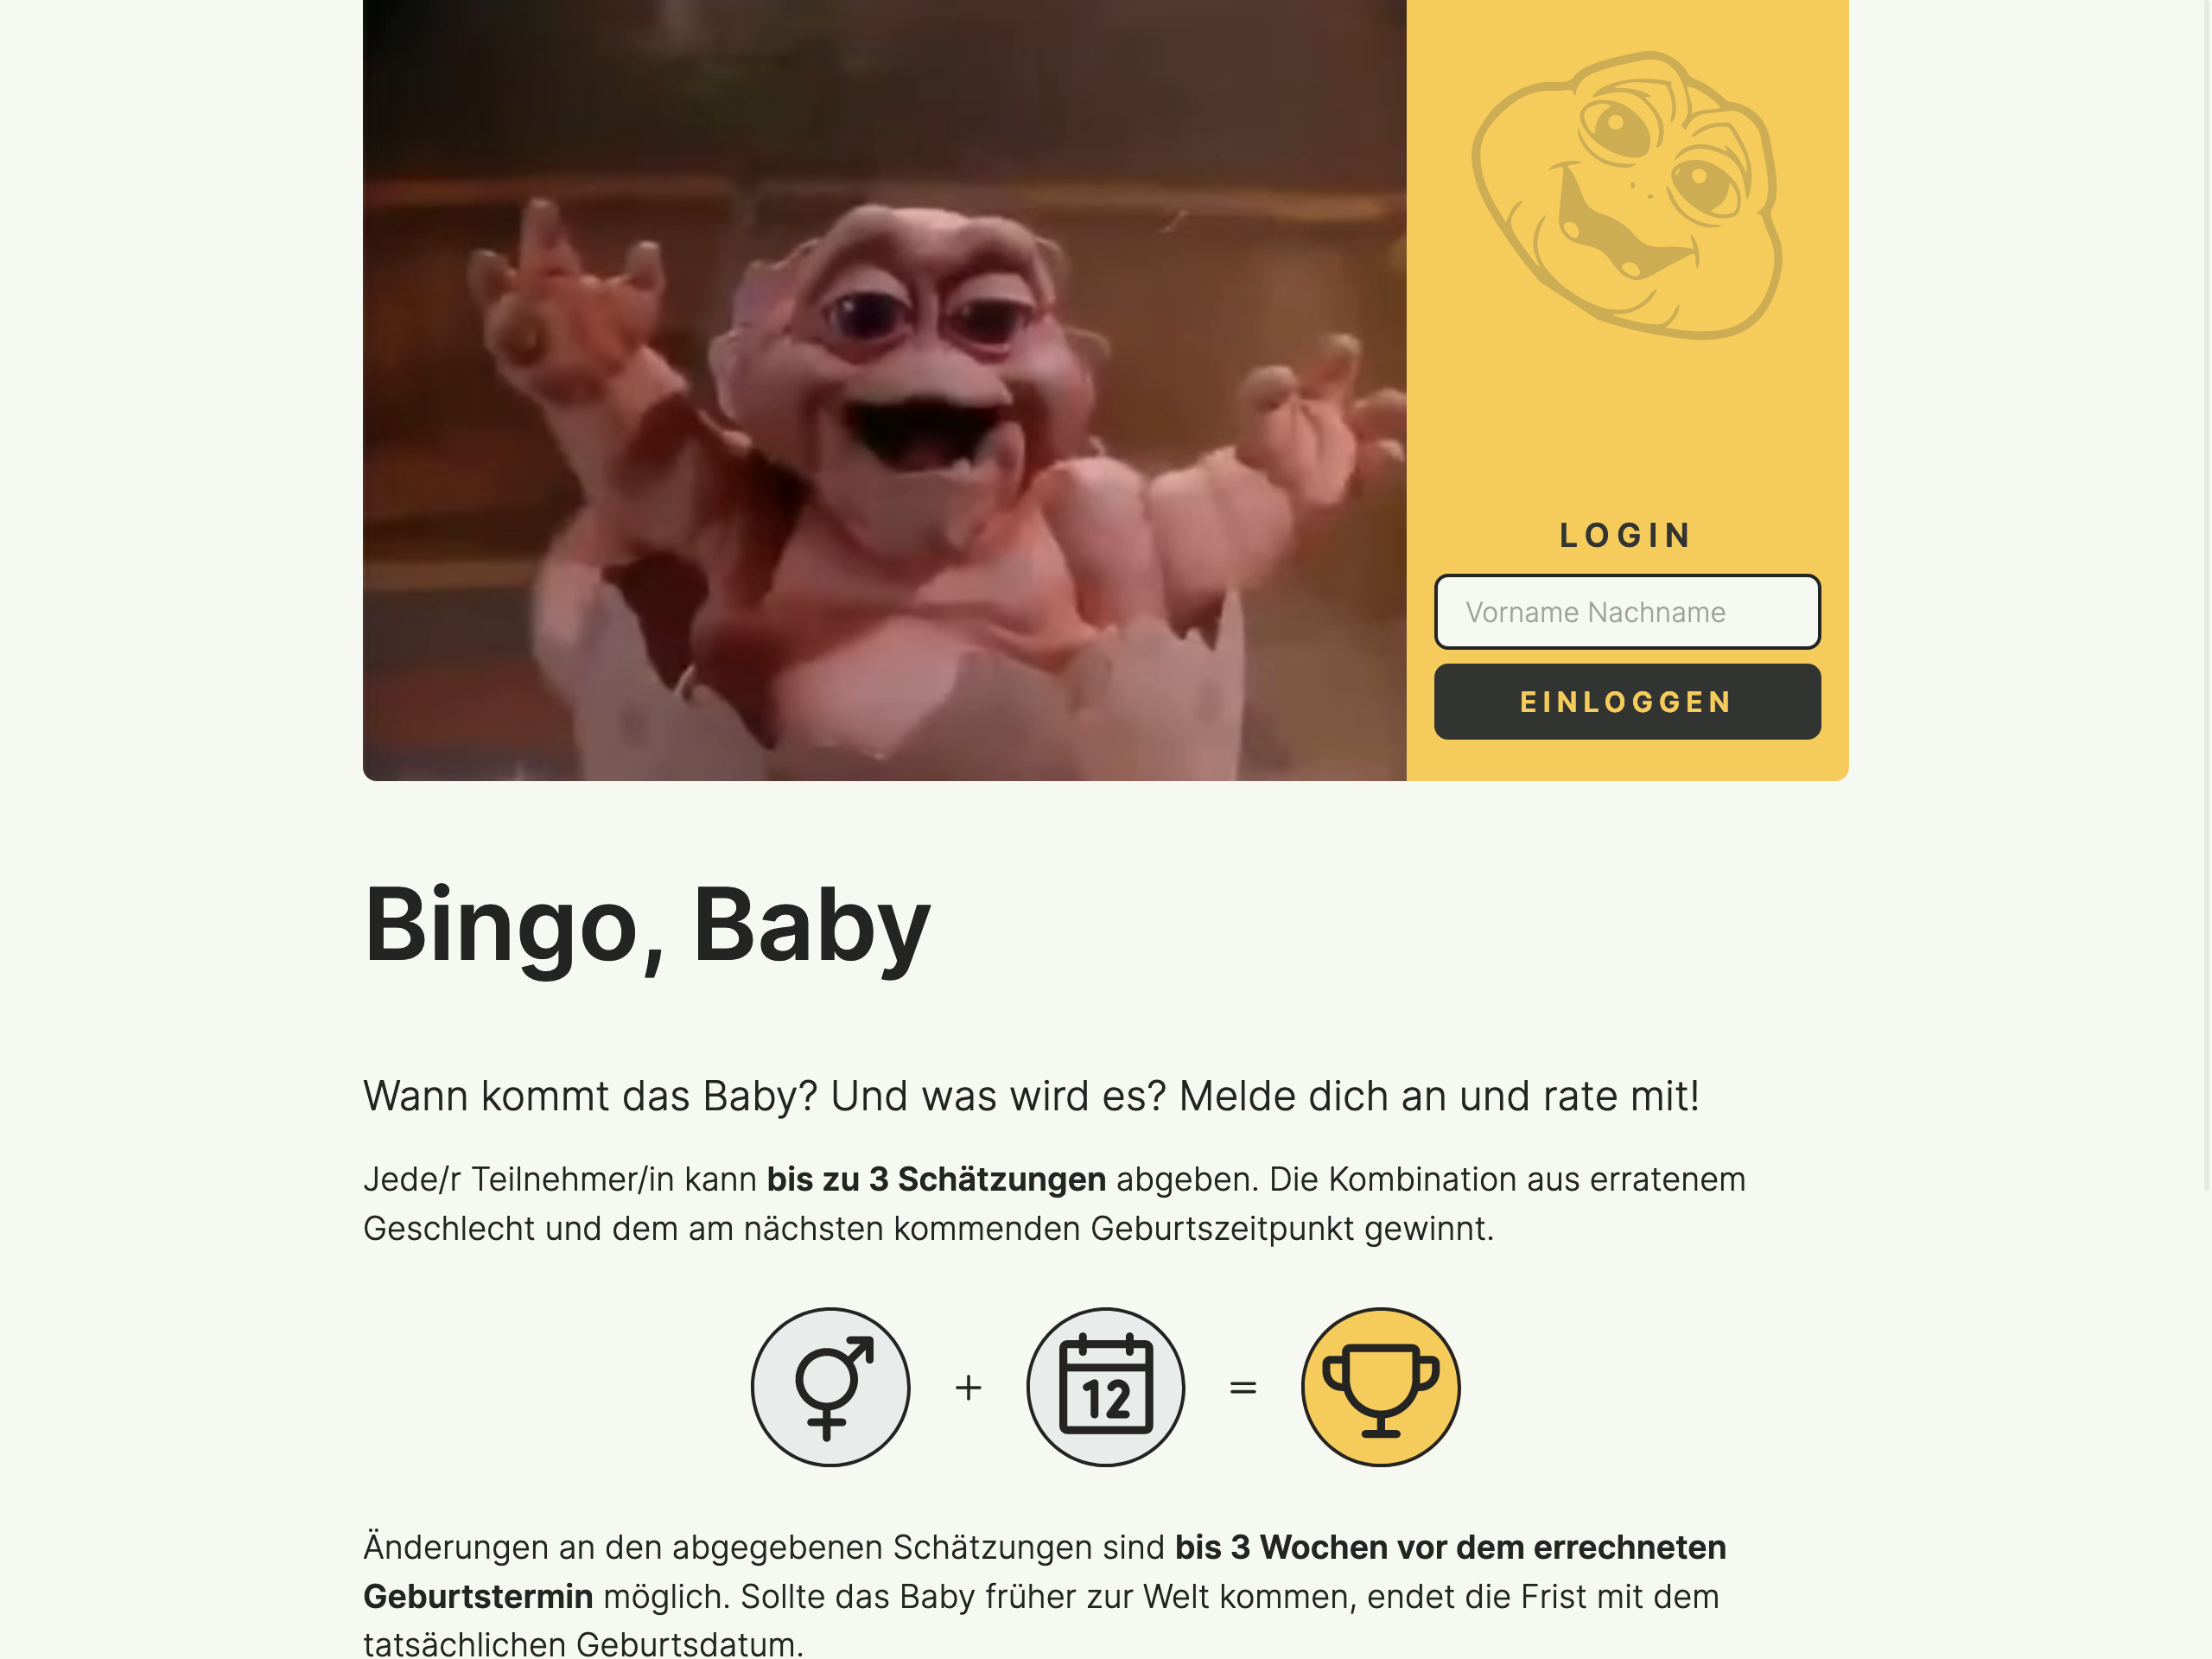 LOGIN
Vorname Nachname
EINLOGGEN
Bingo, Baby
Wann kommt das Baby? Und was wird es? Melde dich an und rate mit!
Jede/r Teilnehmer/in kann bis zu 3 Schätzungen abgeben. Die Kombination aus erratenem
Geschlecht und dem am nächsten kommenden Geburtszeitpunkt gewinnt.
+ 12 =
Änderungen an den abgegebenen Schätzungen sind bis 3 Wochen vor dem errechneten
Geburtstermin möglich. Sollte das Baby früher zur Welt kommen, endet die Frist mit dem
tatsächlichen Geburtsdatum.